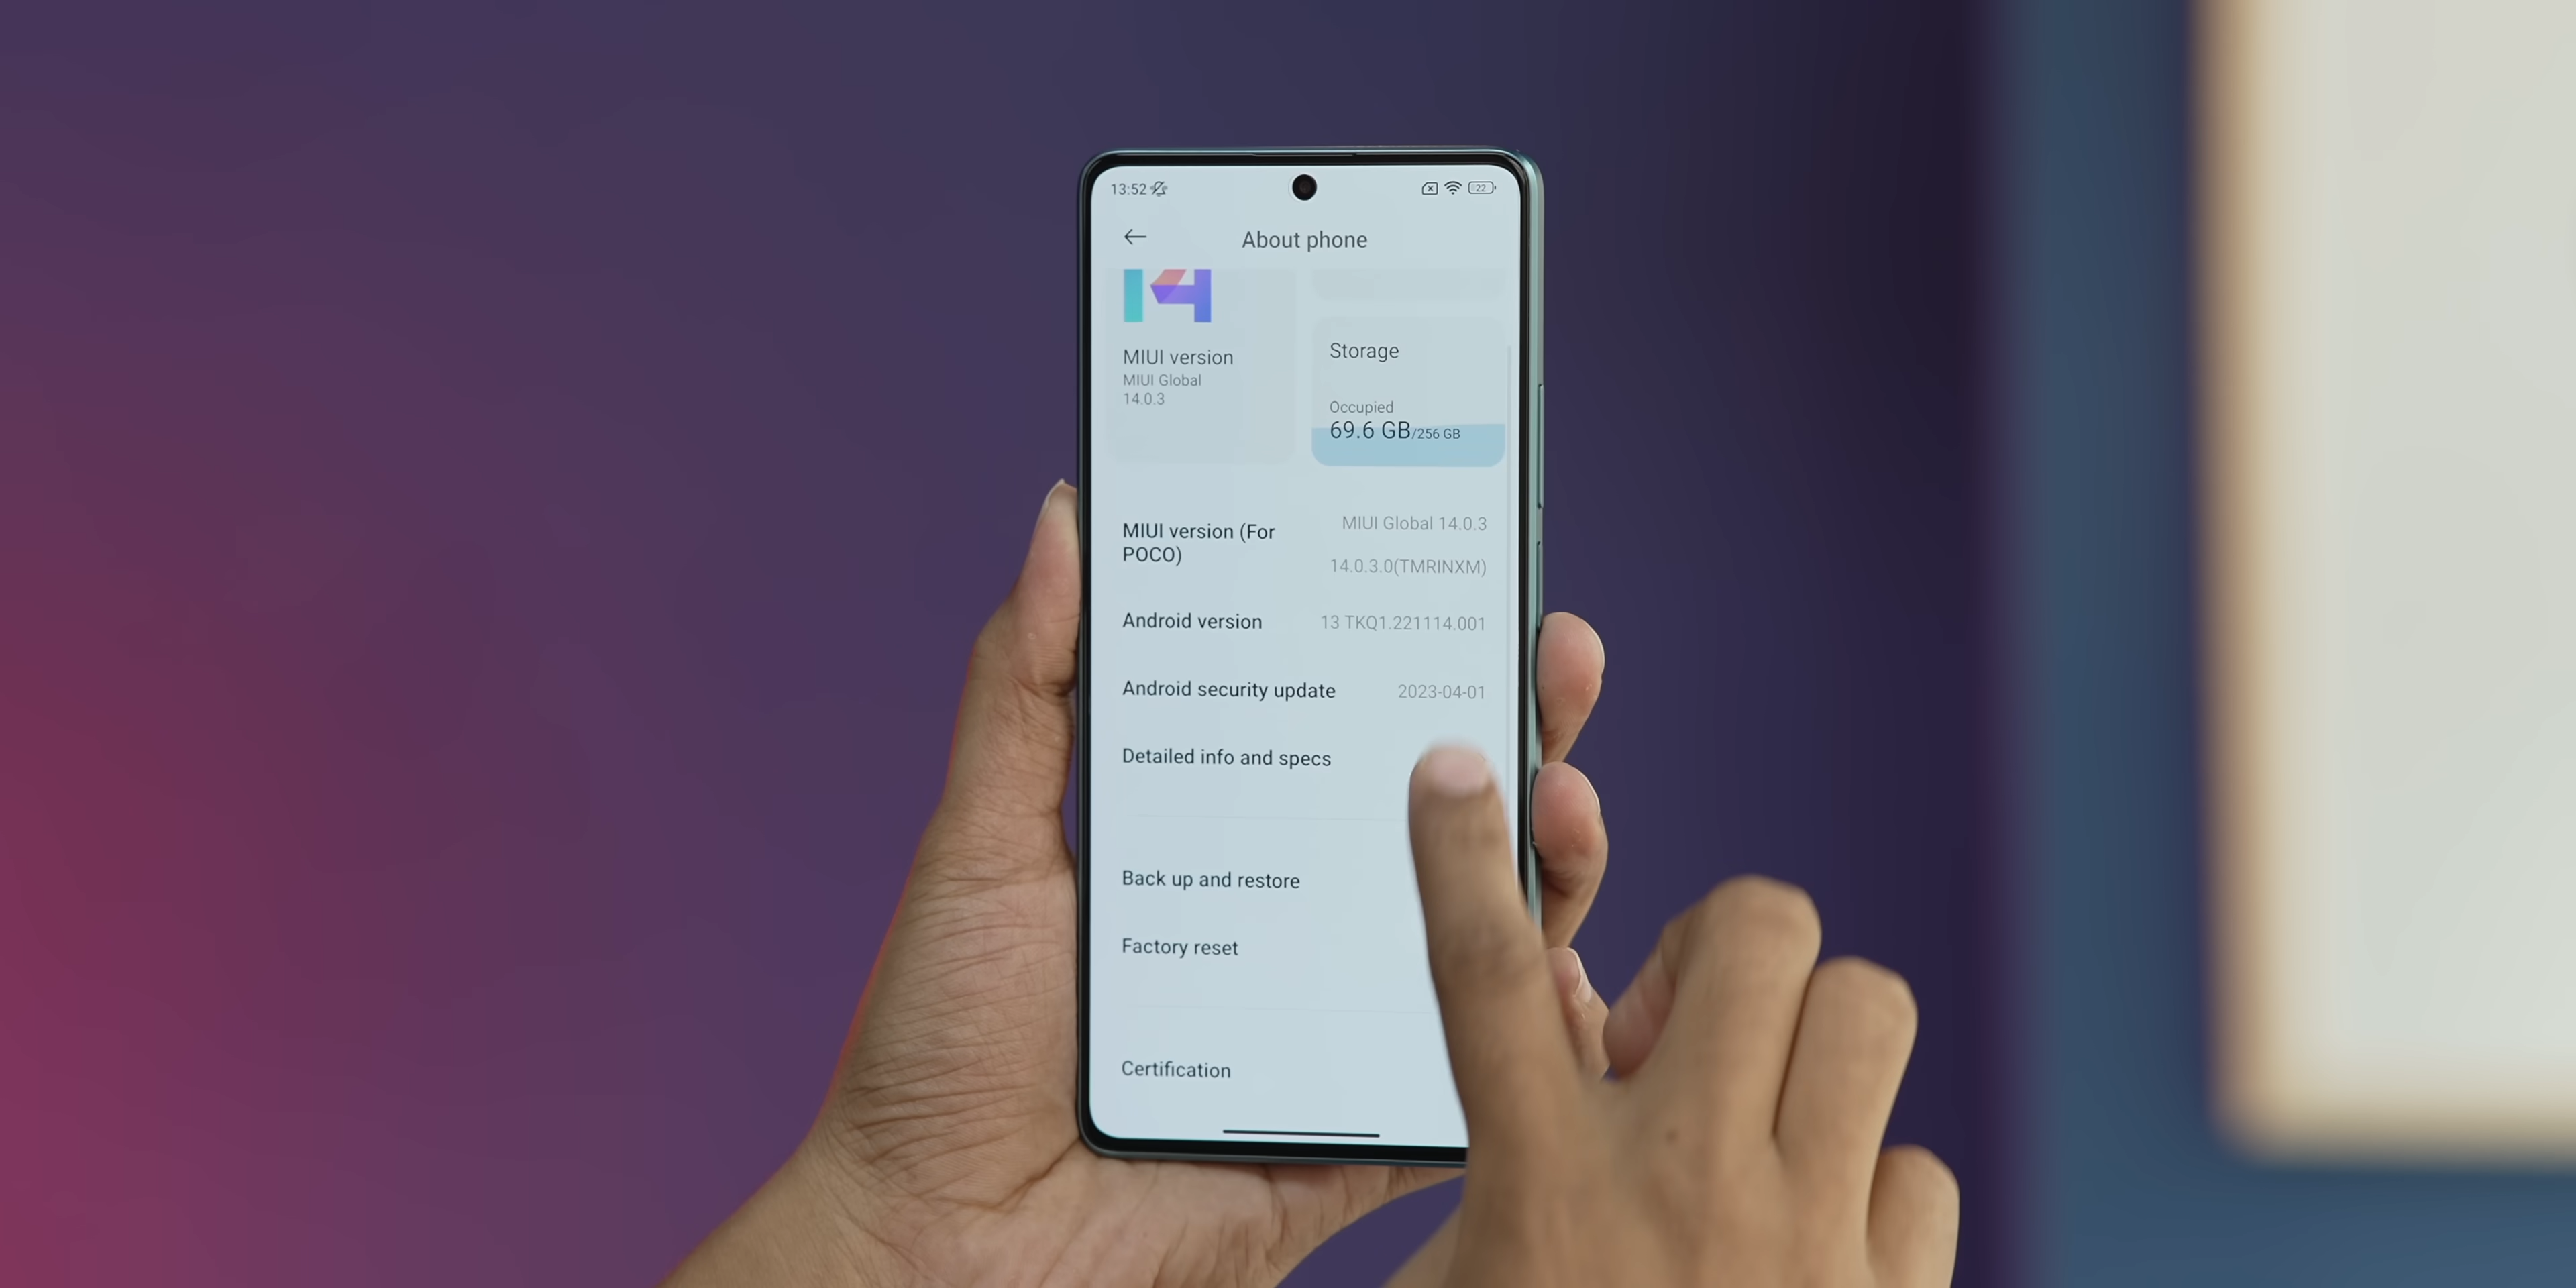 13:52
22
About phone
14
MIUI version
MIUI Global
14.0.3
Storage
Occupied
69.6 GB/256 GB
MIUI version (For
POCO)
MIUI Global 14.0.3
14.0.3.0(TMRINXM)
Android version
13 TKQ1.221114.001
Android security update
2023-04-01
Detailed info and specs
Back up and restore
Factory reset
Certification